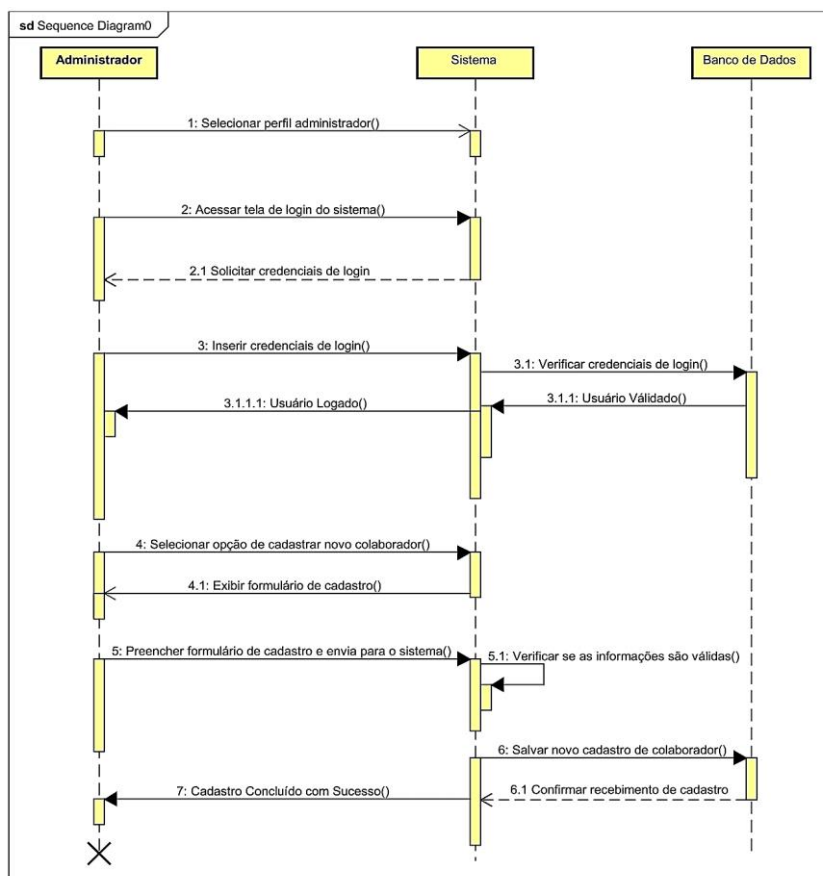 sd Sequence Diagram0
Administrador
Sistema
Banco de Dados
1: Selecionar perfil administrador()
2: Acessar tela de login do sistema()
2.1 Solicitar credenciais de login
3: Inserir credenciais de login()
3.1: Verificar credenciais de login()
3.1.1: Usuário Válidado()
3.1.1.1: Usuário Logado()
4: Selecionar opção de cadastrar novo colaborador()
4.1: Exibir formulário de cadastro()
5: Preencher formulário de cadastro e envia para o sistema()
5.1: Verificar se as informações são válidas()
6: Salvar novo cadastro de colaborador()
6.1 Confirmar recebimento de cadastro
7: Cadastro Concluído com Sucesso()